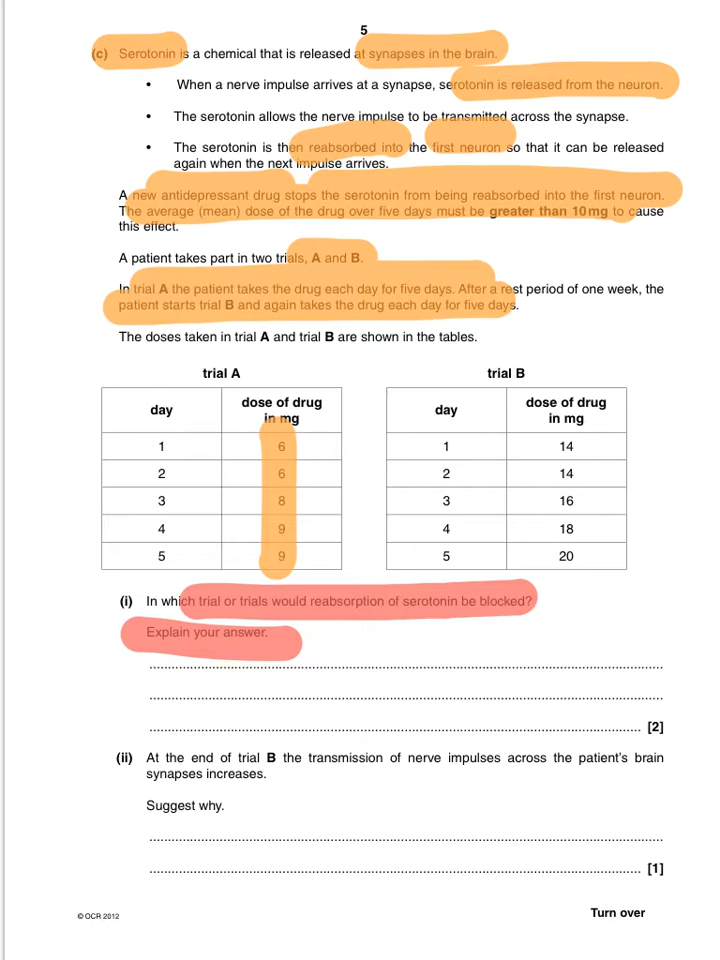 5
(c) Serotonin is a chemical that is released at synapses in the brain.
• When a nerve impulse arrives at a synapse, serotonin is released from the neuron.
• The serotonin allows the nerve impulse to be transmitted across the synapse.
• The serotonin is then reabsorbed into the first neuron so that it can be released
again when the next impulse arrives.
A new antidepressant drug stops the serotonin from being reabsorbed into the first neuron.
The average (mean) dose of the drug over five days must be greater than 10 mg to cause
this effect.
A patient takes part in two trials, A and B.
In trial A the patient takes the drug each day for five days. After a rest period of one week, the
patient starts trial B and again takes the drug each day for five days.
The doses taken in trial A and trial B are shown in the tables.
trial A trial B
day dose of drug in mg day dose of drug in mg
1 6 1 14
2 6 2 14
3 8 3 16
4 9 4 18
5 9 5 20
(i) In which trial or trials would reabsorption of serotonin be blocked?
Explain your answer.
..........................................................................................................................................
..........................................................................................................................................
.................................................................................................................................... [2]
(ii) At the end of trial B the transmission of nerve impulses across the patient's brain
synapses increases.
Suggest why.
..........................................................................................................................................
.................................................................................................................................... [1]
© OCR 2012 Turn over